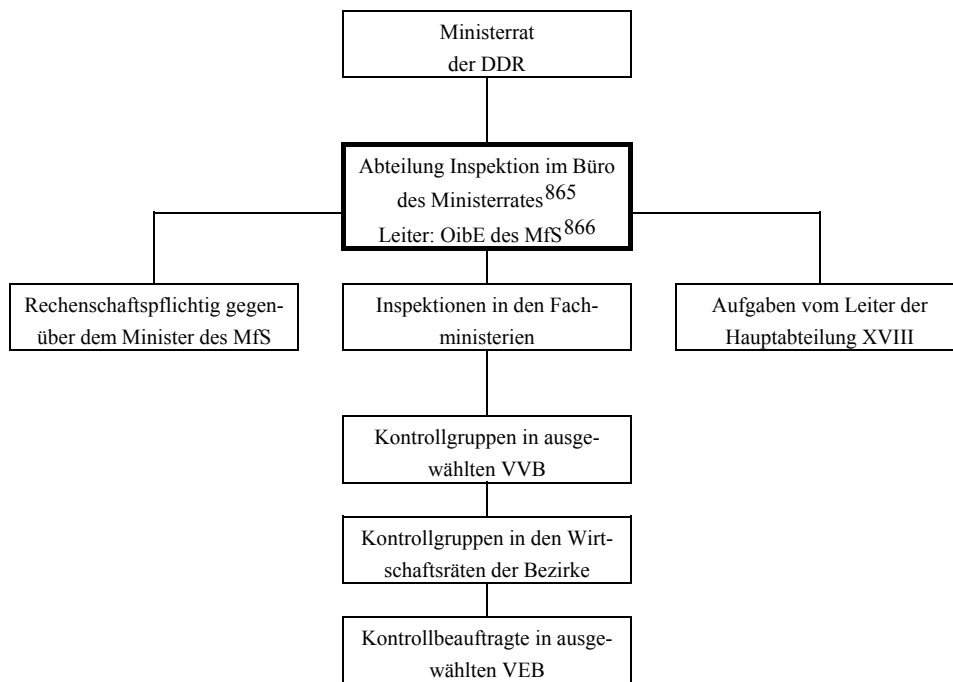 Ministerrat
der DDR
Abteilung Inspektion im Büro
des Ministerrates865
Leiter: OibE des MfS866
Rechenschaftspflichtig gegen-
über dem Minister des MfS
Inspektionen in den Fach-
ministerien
Aufgaben vom Leiter der
Hauptabteilung XVIII
Kontrollgruppen in ausge-
wählten VVB
Kontrollgruppen in den Wirt-
schaftsräten der Bezirke
Kontrollbeauftragte in ausge-
wählten VEB